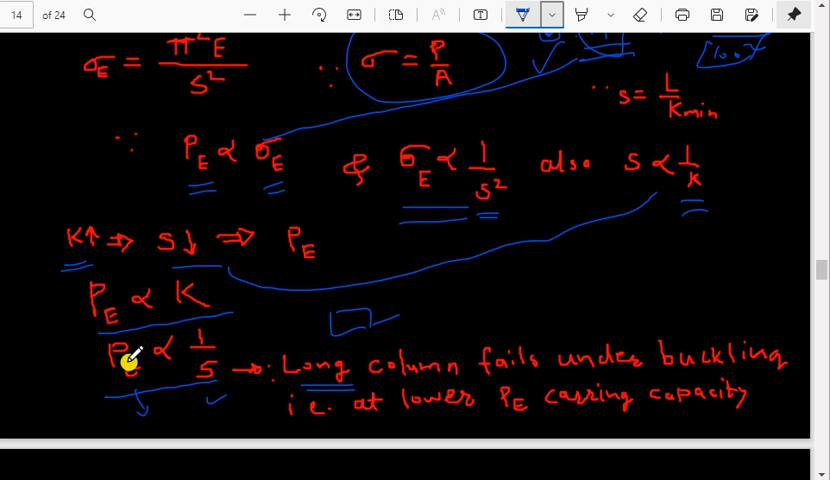 14 of 24
σE = π²E / S² ∵ σ = P/A
∵ S = L / Kmin
∵ PE ∝ σE & σE ∝ 1/S² also S ∝ 1/K
K↑ ⇒ S↓ ⇒ PE
PE ∝ K
PE ∝ 1/S → ∴ Long column fails under buckling
i.e. at lower PE carring capacity